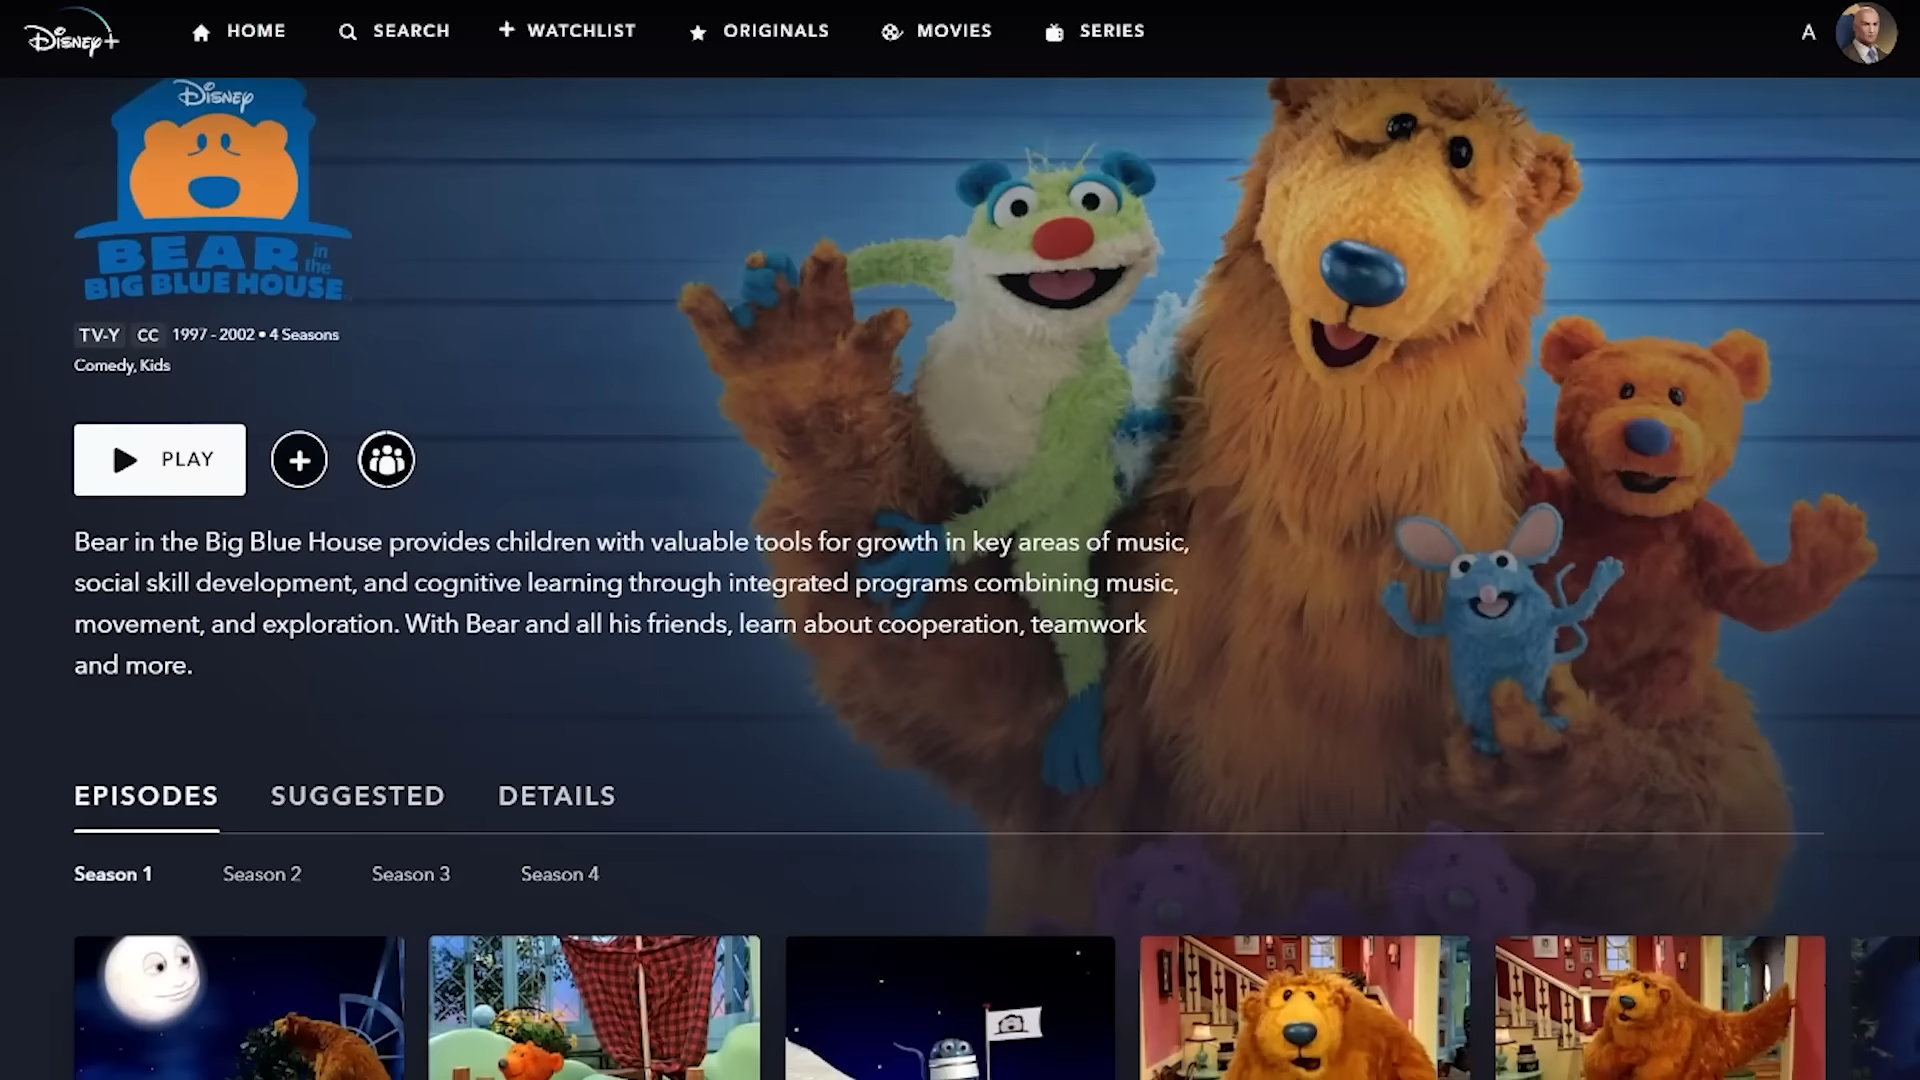 Disney+ HOME SEARCH WATCHLIST ORIGINALS MOVIES SERIES A
Disney
BEAR in the
BIG BLUE HOUSE
TV-Y CC 1997 - 2002 • 4 Seasons
Comedy, Kids
PLAY
Bear in the Big Blue House provides children with valuable tools for growth in key areas of music,
social skill development, and cognitive learning through integrated programs combining music,
movement, and exploration. With Bear and all his friends, learn about cooperation, teamwork
and more.
EPISODES SUGGESTED DETAILS
Season 1 Season 2 Season 3 Season 4